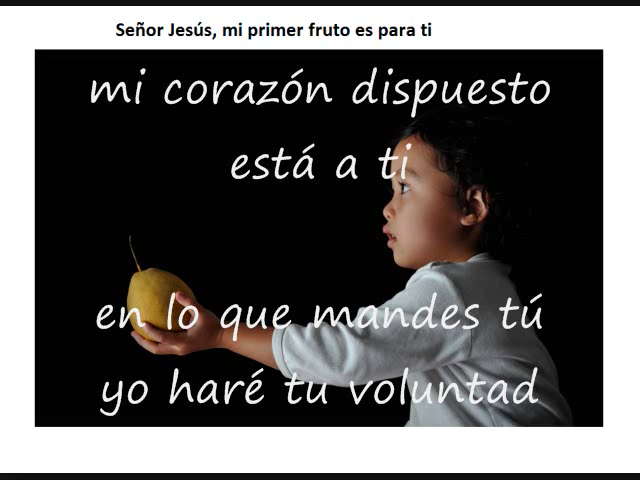 Señor Jesús, mi primer fruto es para ti
mi corazón dispuesto
está a ti
en lo que mandes tú
yo haré tu voluntad